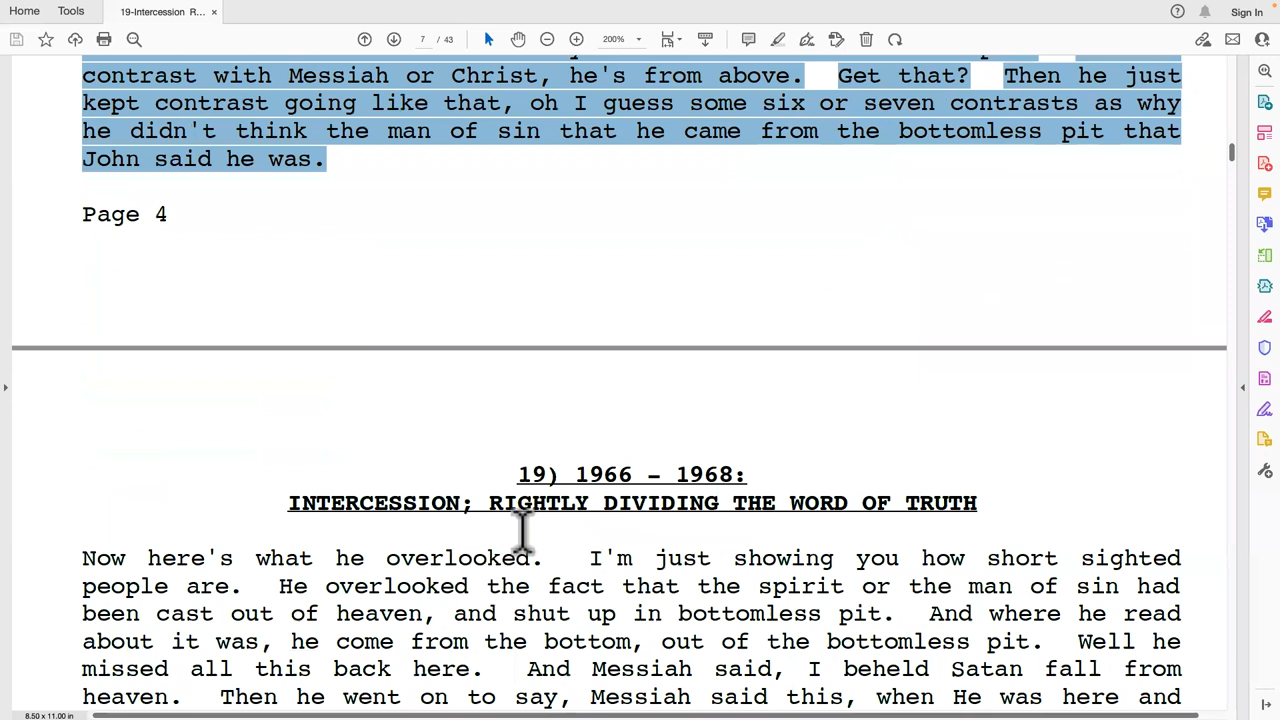 Home Tools 19-Intercession R... × Sign In
7 / 43 200%
contrast with Messiah or Christ, he's from above. Get that? Then he just
kept contrast going like that, oh I guess some six or seven contrasts as why
he didn't think the man of sin that he came from the bottomless pit that
John said he was.
Page 4
19) 1966 – 1968:
INTERCESSION; RIGHTLY DIVIDING THE WORD OF TRUTH
Now here's what he overlooked. I'm just showing you how short sighted
people are. He overlooked the fact that the spirit or the man of sin had
been cast out of heaven, and shut up in bottomless pit. And where he read
about it was, he come from the bottom, out of the bottomless pit. Well he
missed all this back here. And Messiah said, I beheld Satan fall from
heaven. Then he went on to say, Messiah said this, when He was here and
8.50 x 11.00 in